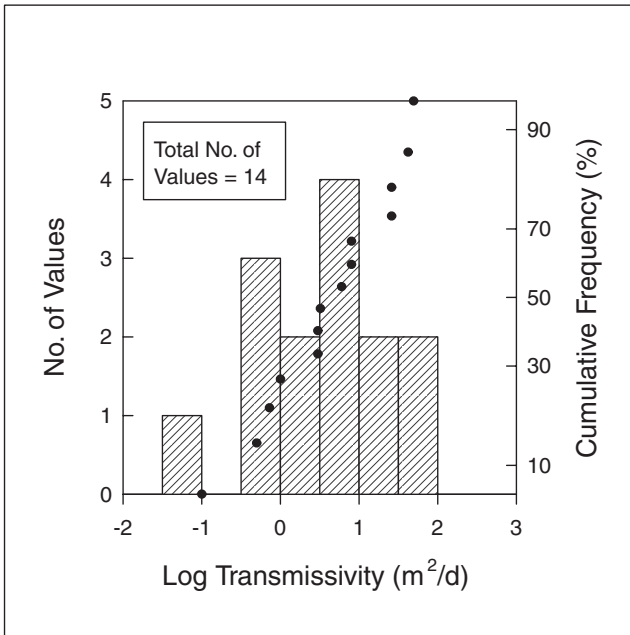 Total No. of
Values = 14
No. of Values
5
4
3
2
1
0
Cumulative Frequency (%)
90
70
50
30
10
-2 -1 0 1 2 3
Log Transmissivity (m²/d)